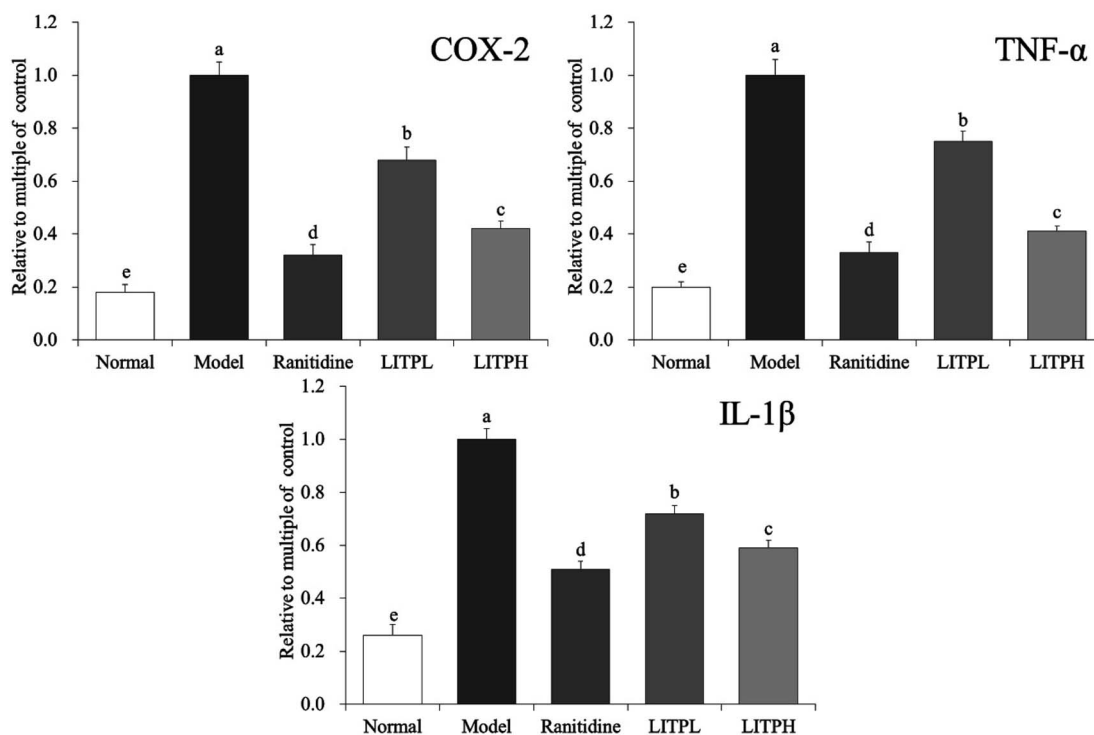 COX-2
Relative to multiple of control
1.2
1.0
0.8
0.6
0.4
0.2
0.0
e
a
d
b
c
Normal Model Ranitidine LITPL LITPH
TNF-α
Relative to multiple of control
1.2
1.0
0.8
0.6
0.4
0.2
0.0
e
a
d
b
c
Normal Model Ranitidine LITPL LITPH
IL-1β
Relative to multiple of control
1.2
1.0
0.8
0.6
0.4
0.2
0.0
e
a
d
b
c
Normal Model Ranitidine LITPL LITPH